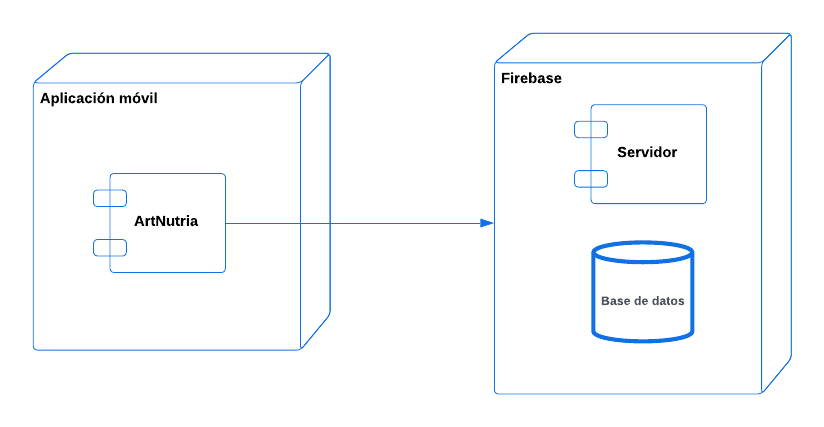 Aplicación móvil
ArtNutria
Firebase
Servidor
Base de datos